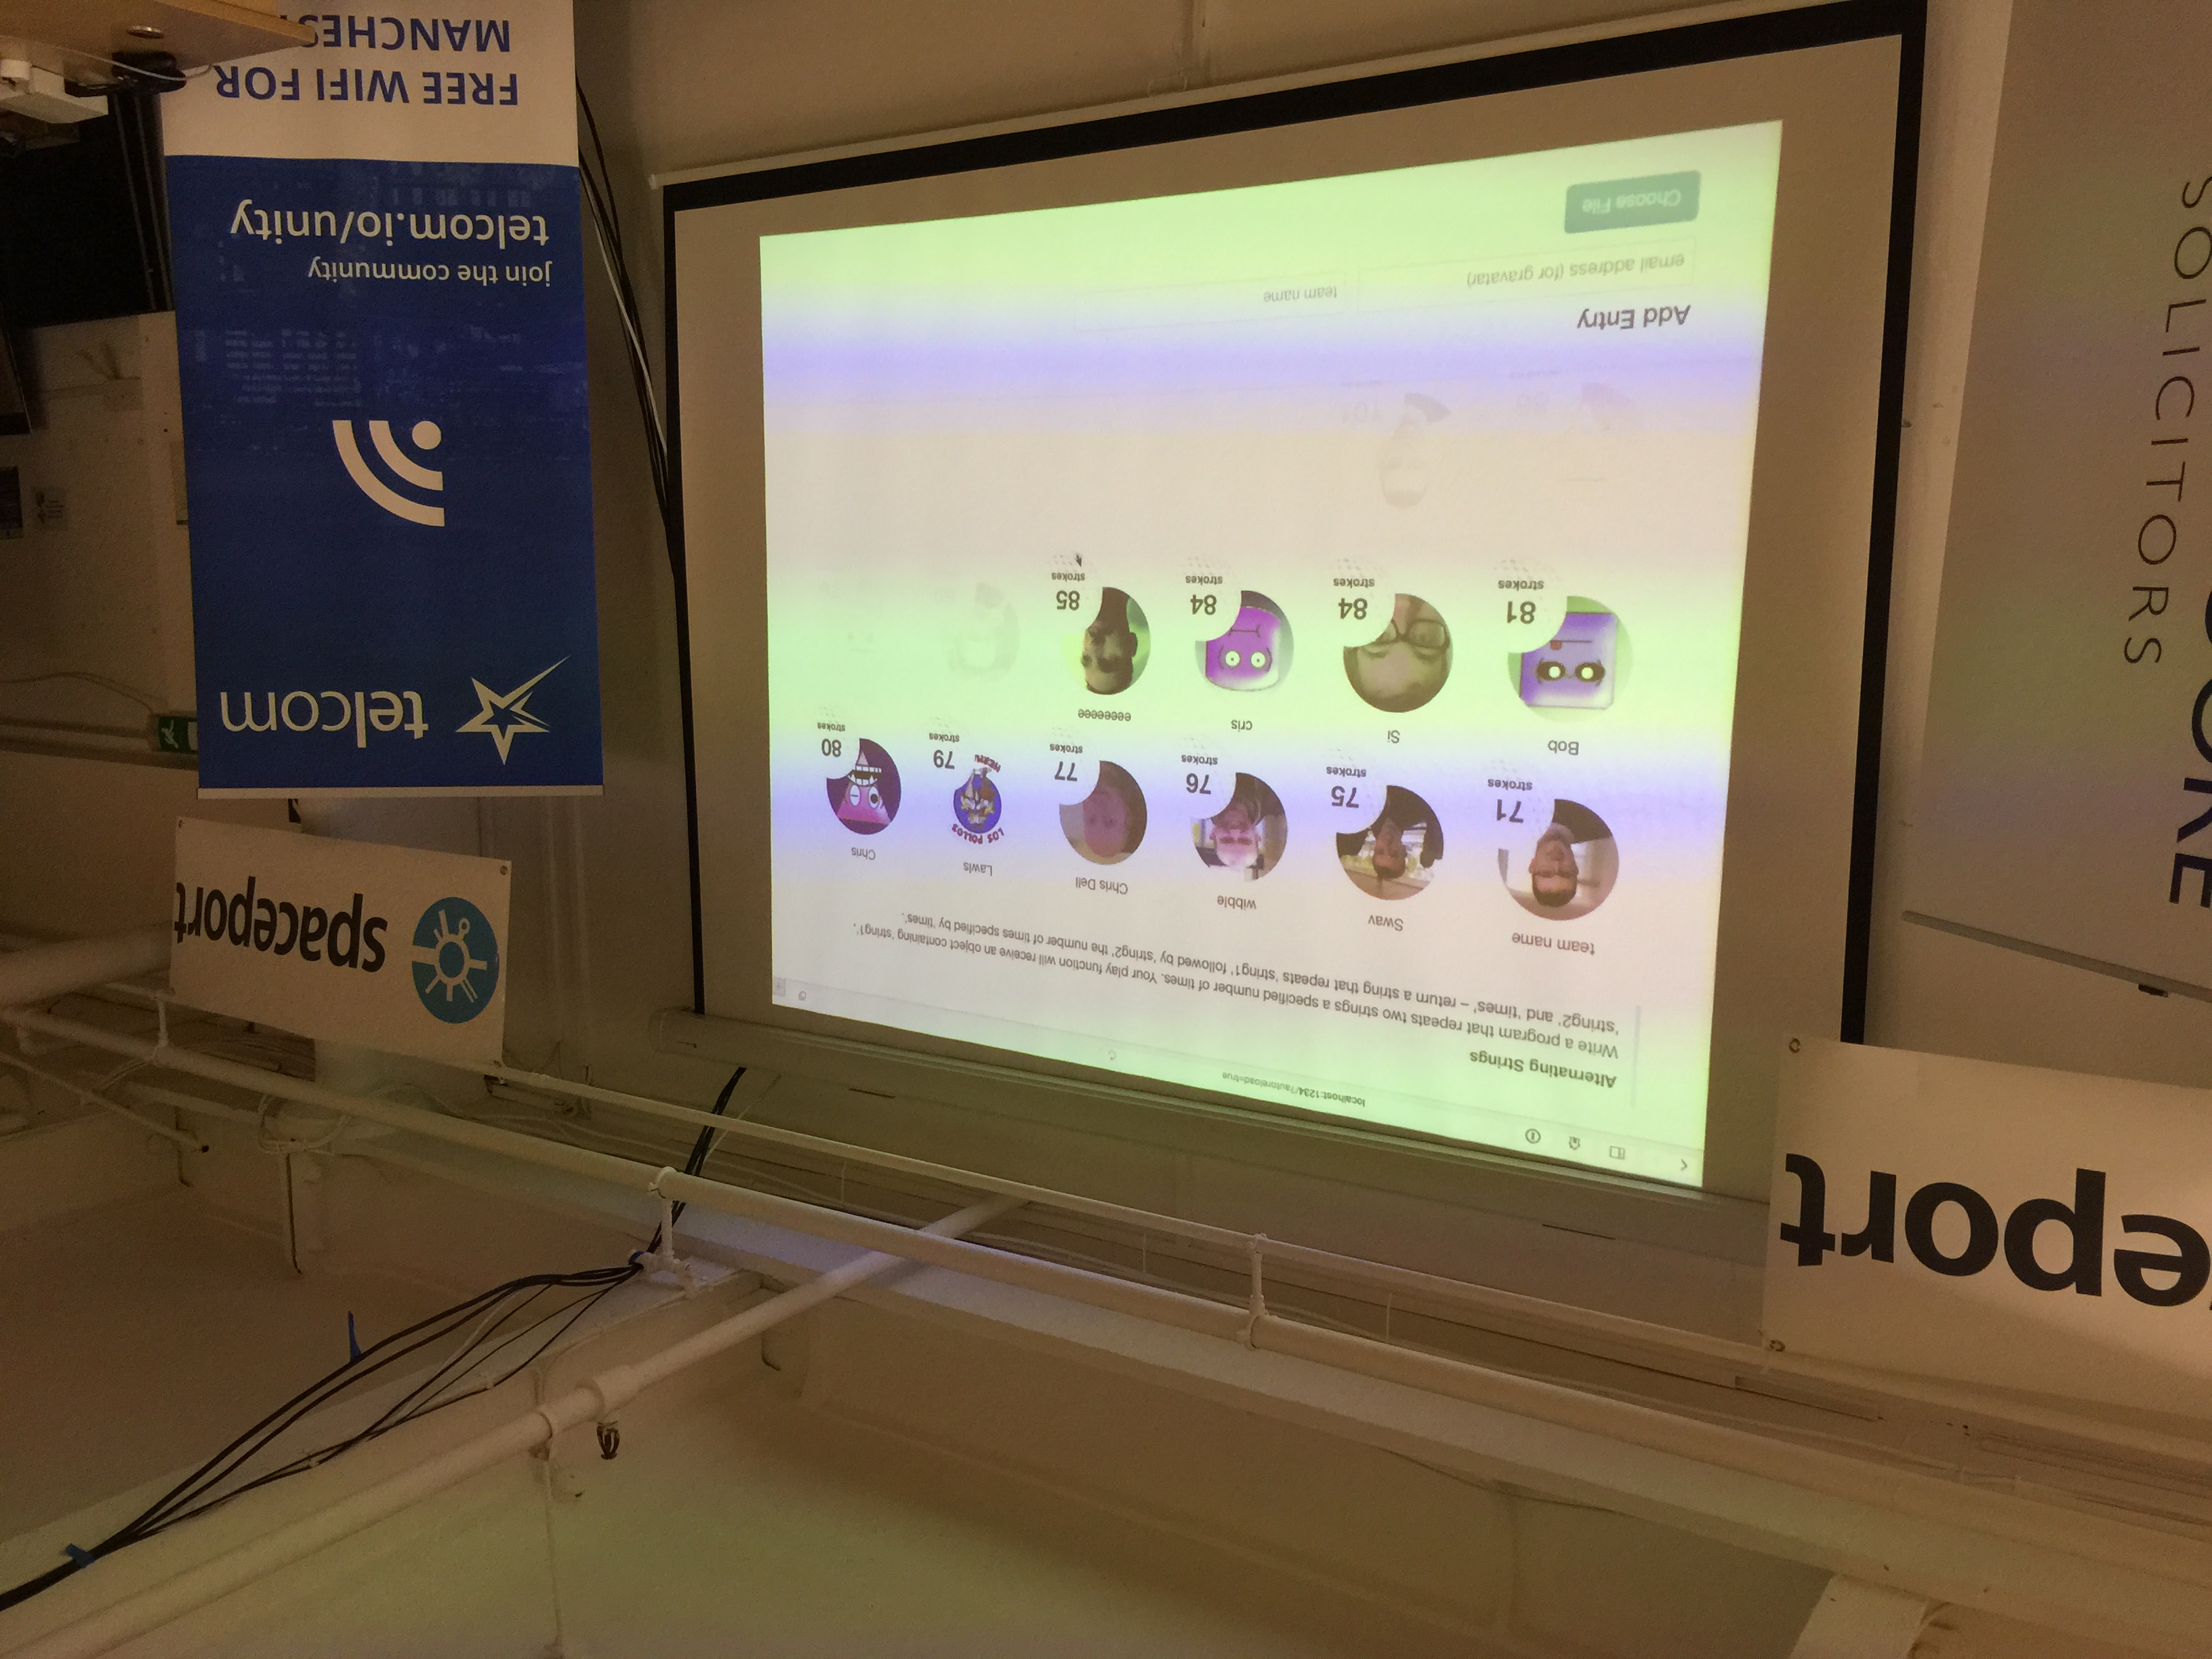 eport
SOLICITORS
localhost:1234/?autoreload=true
Alternating Strings
Write a program that repeats two strings a specified number of times. Your play function will receive an object containing 'string1',
'string2' and 'times' – return a string that repeats 'string1' followed by 'string2' the number of times specified by 'times'.
team name
71
strokes
Swav
75
strokes
wibble
76
strokes
Chris Dell
77
strokes
Lawls
LOS POLLOS
79
strokes
Chris
80
strokes
Bob
81
strokes
Si
84
strokes
cris
84
strokes
eeeeeeee
85
strokes
101
Add Entry
email address (for gravatar)
team name
Choose File
spaceport
telcom
join the community
telcom.io/unity
FREE WIFI FOR
MANCHES